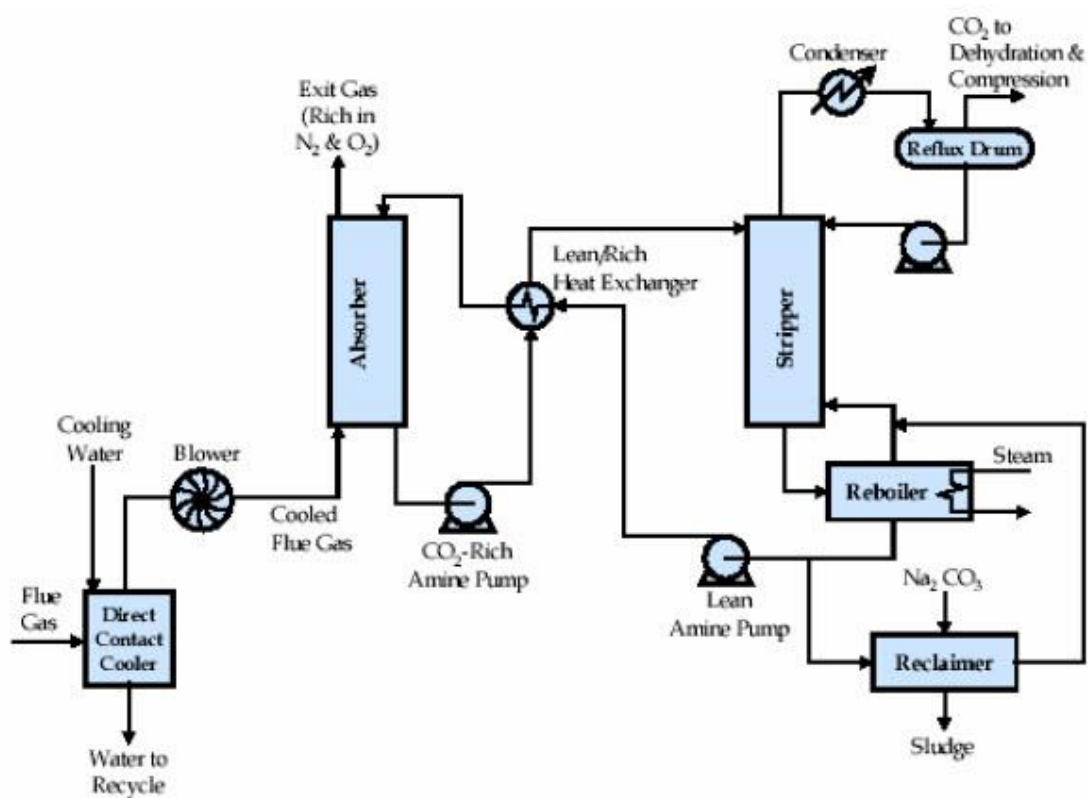 CO₂ to
Dehydration &
Compression
Condenser
Reflux Drum
Exit Gas
(Rich in
N₂ & O₂)
Absorber
Lean/Rich
Heat Exchanger
Stripper
Cooling
Water
Blower
Cooled
Flue Gas
CO₂-Rich
Amine Pump
Steam
Reboiler
Lean
Amine Pump
Na₂ CO₃
Reclaimer
Sludge
Flue
Gas
Direct
Contact
Cooler
Water to
Recycle